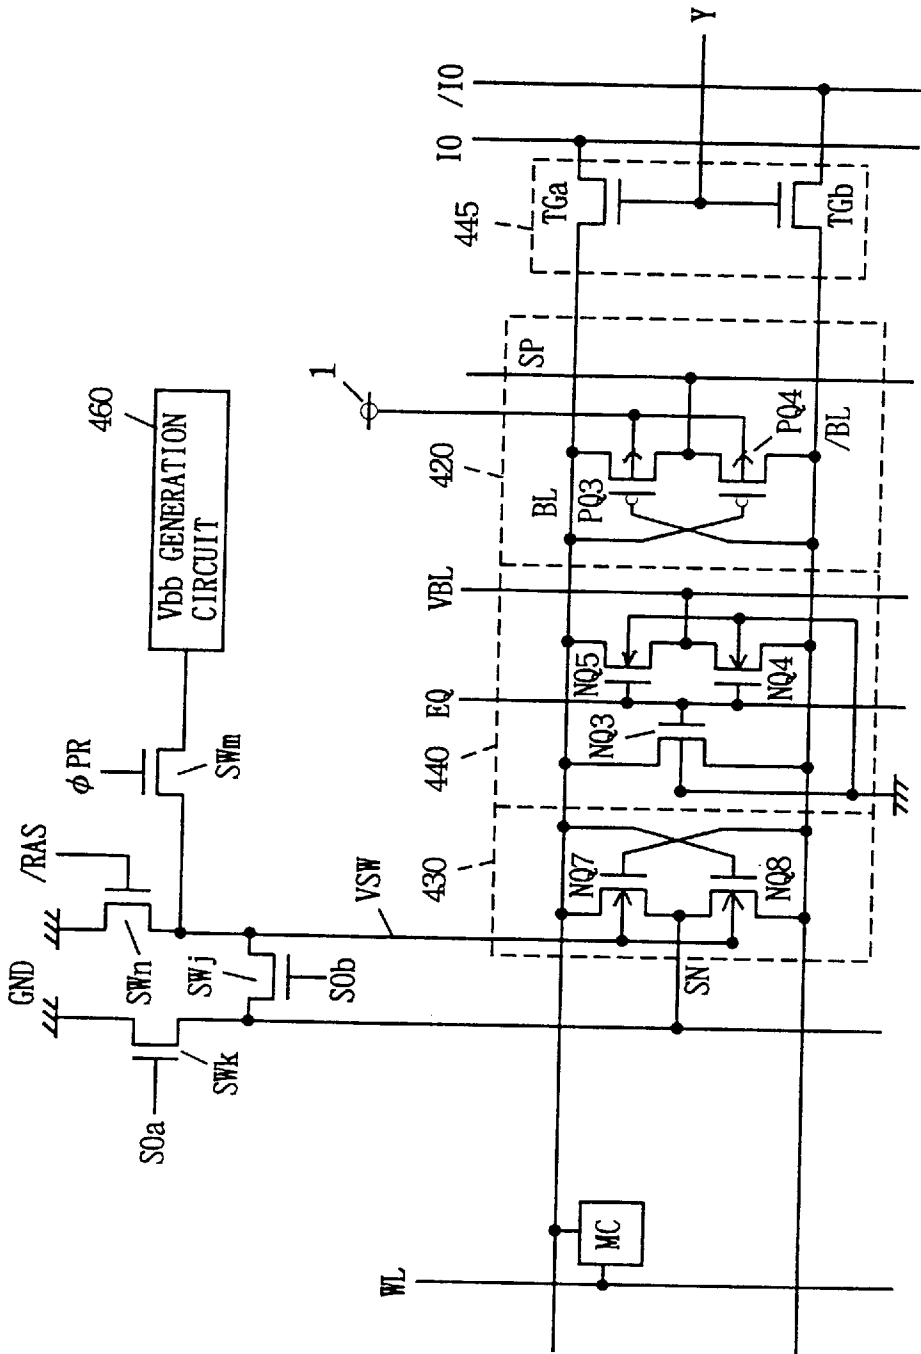 Y
/IO
IO
445
TGa
TGb
1
SP
460
Vbb GENERATION
CIRCUIT
420
BL
PQ3
PQ4
/BL
VBL
φPR
SWm
EQ
NQ5
NQ4
440
NQ3
/RAS
VSW
430
NQ7
NQ8
GND
SWn
SWj
SOb
SN
SWk
SOa
MC
WL